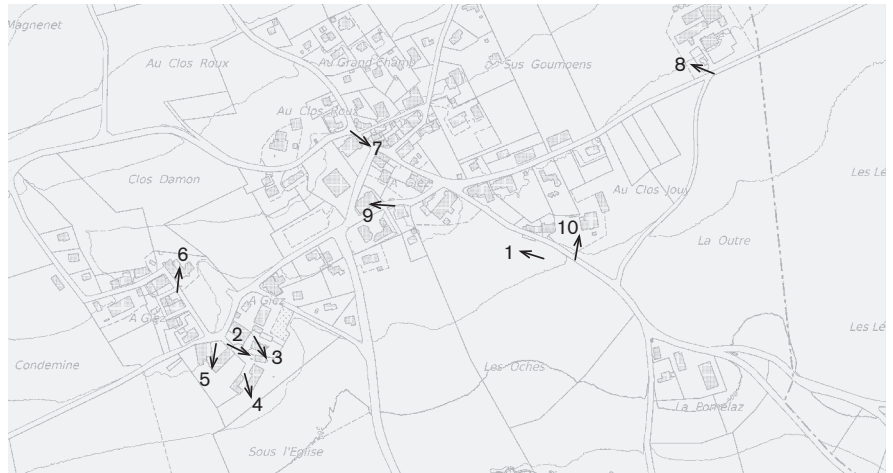 Magnenet
Au Clos Roux
Au Grand Champ
Sus Goumoens
8
Au Clos Roux
7
Clos Damon
Au Clos Joux
Les Lé
9
10
La Outre
6
1
A Giez
A Giez
2
3
Les Lé
Condemine
5
4
Les Oches
La Pomelaz
Sous l'Eglise